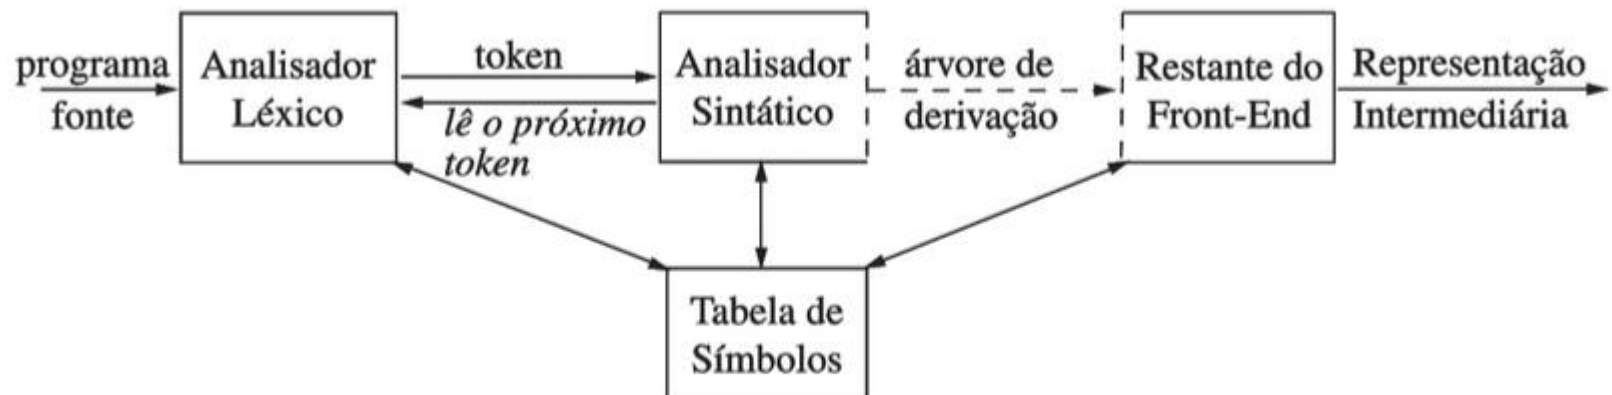 programa
fonte
Analisador
Léxico
token
lê o próximo
token
Analisador
Sintático
árvore de
derivação
Restante do
Front-End
Representação
Intermediária
Tabela de
Símbolos